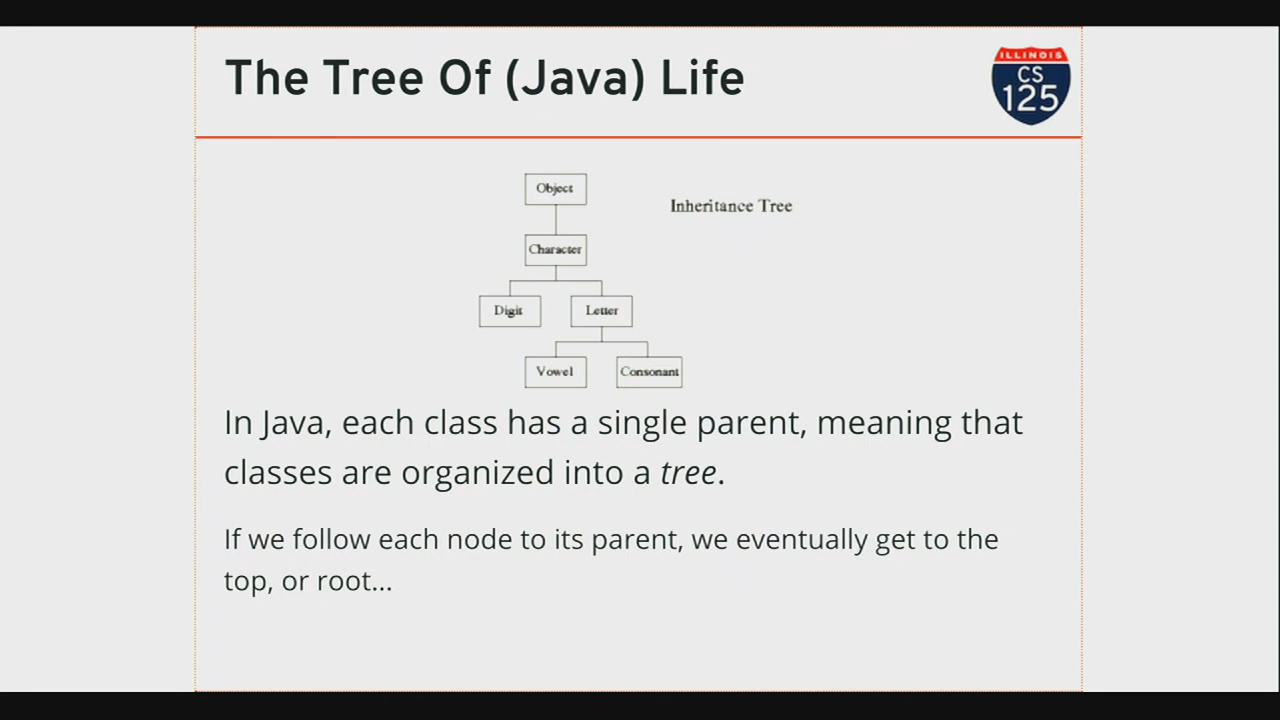 The Tree Of (Java) Life
ILLINOIS
CS
125
Object
Inheritance Tree
Character
Digit
Letter
Vowel
Consonant
In Java, each class has a single parent, meaning that
classes are organized into a tree.
If we follow each node to its parent, we eventually get to the
top, or root...